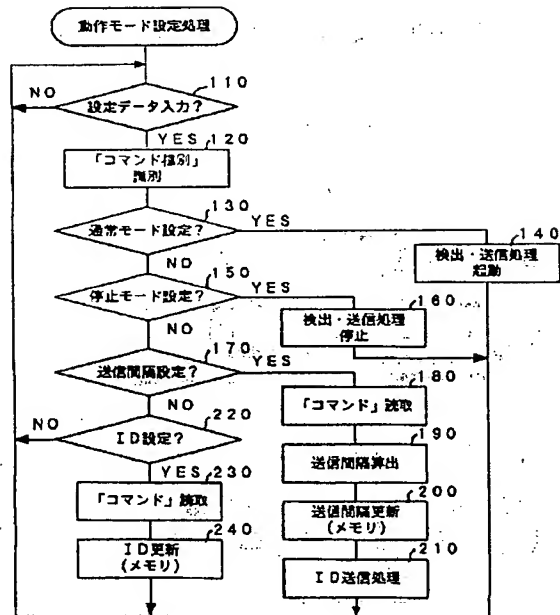 動作モード設定処理
110
NO
設定データ入力?
YES
120
「コマンド種別」
識別
130
通常モード設定?
YES
140
検出・送信処理
起動
NO
150
停止モード設定?
YES
160
検出・送信処理
停止
NO
170
送信間隔設定?
YES
180
「コマンド」読取
NO
220
NO
ID設定?
190
送信間隔算出
YES
230
「コマンド」読取
200
送信間隔更新
(メモリ)
240
ID更新
(メモリ)
210
ID送信処理